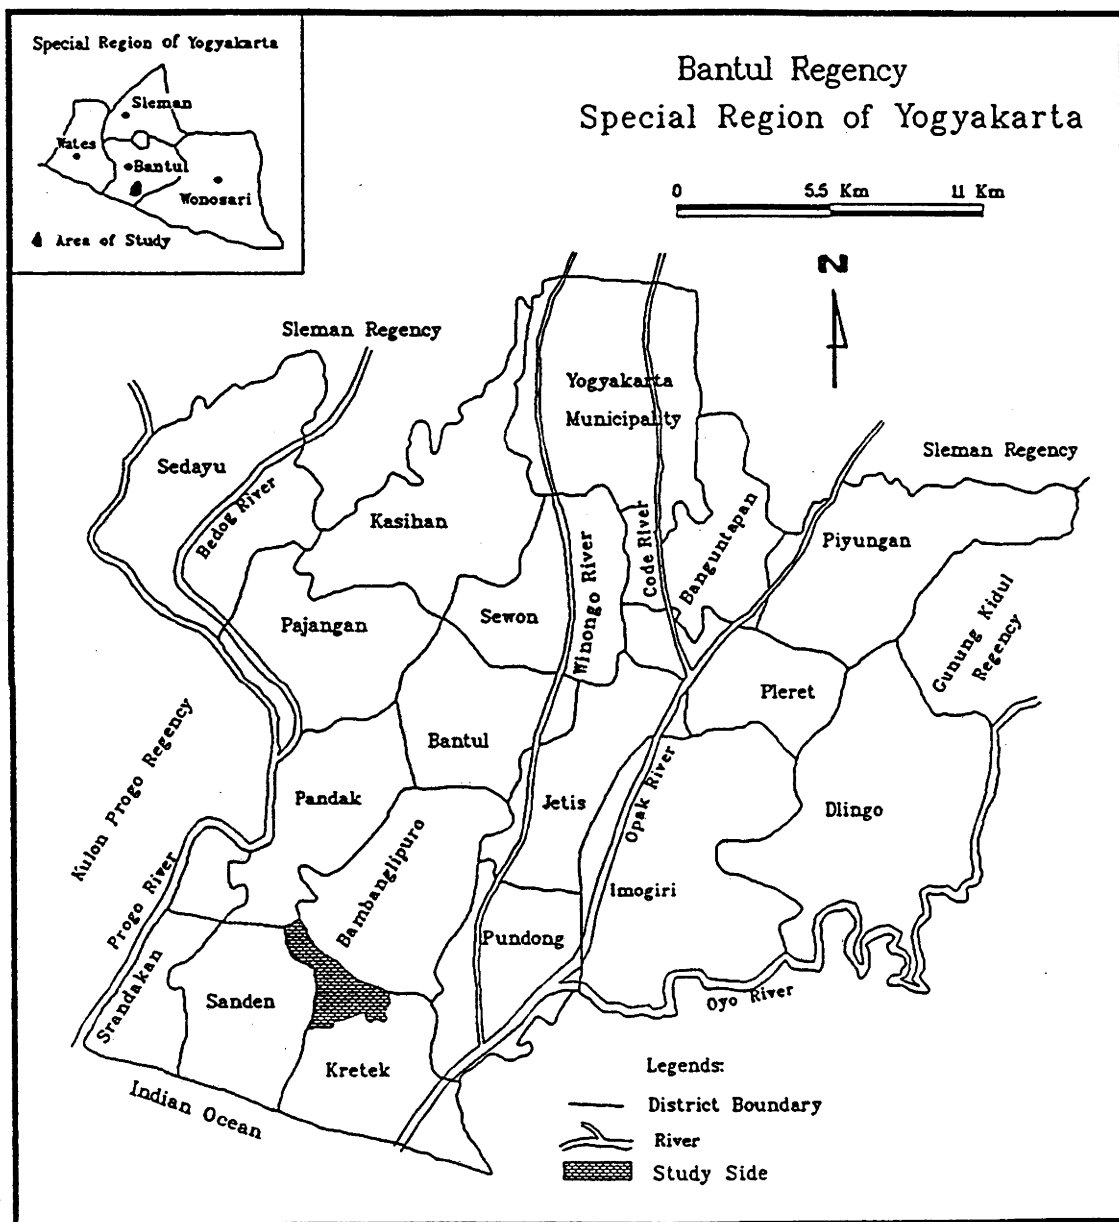 Special Region of Yogyakarta
Sleman
Wates
Bantul
Wonosari
Area of Study
Bantul Regency
Special Region of Yogyakarta
0 5.5 Km 11 Km
N
Sleman Regency
Yogyakarta
Municipality
Sleman Regency
Sedayu
Bedog River
Kasihan
Winongo River
Code River
Banguntapan
Piyungan
Pajangan
Sewon
Gunung Kidul
Regency
Pleret
Kulon Progo Regency
Bantul
Pandak
Jetis
Opak River
Dlingo
Bambanglipuro
Imogiri
Progo River
Pundong
Srandakan
Sanden
Oyo River
Kretek
Indian Ocean
Legends:
District Boundary
River
Study Side